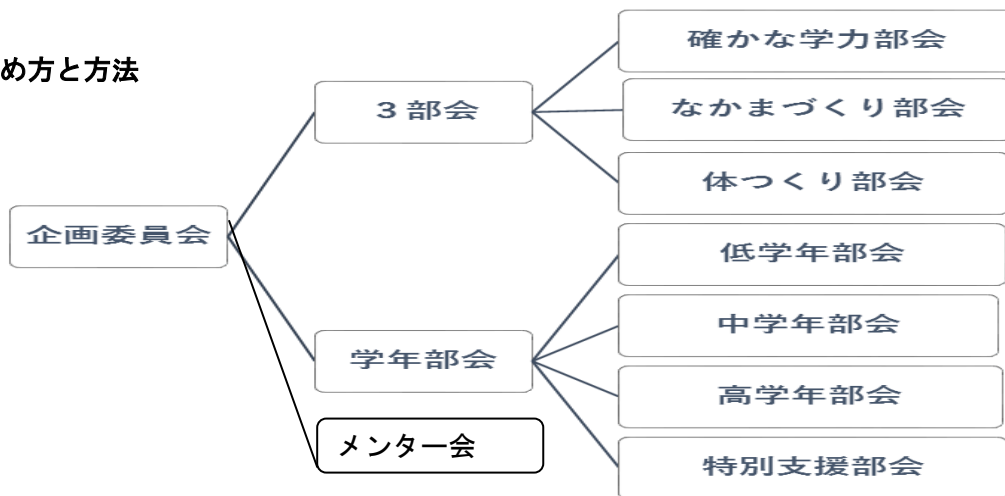 め方と方法
確かな学力部会
3部会
なかまづくり部会
体つくり部会
企画委員会
低学年部会
中学年部会
学年部会
高学年部会
メンター会
特別支援部会